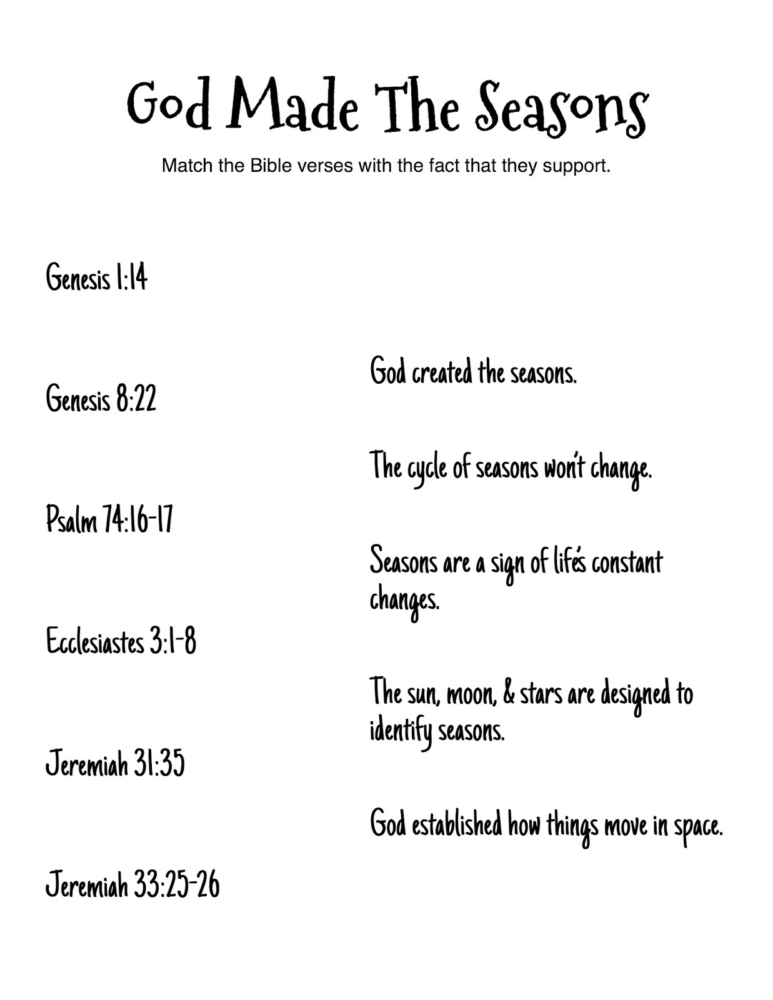 God Made The Seasons
Match the Bible verses with the fact that they support.
Genesis 1:14
Genesis 8:22
Psalm 74:16-17
Ecclesiastes 3:1-8
Jeremiah 31:35
Jeremiah 33:25-26
God created the seasons.
The cycle of seasons won't change.
Seasons are a sign of life's constant
changes.
The sun, moon, & stars are designed to
identify seasons.
God established how things move in space.